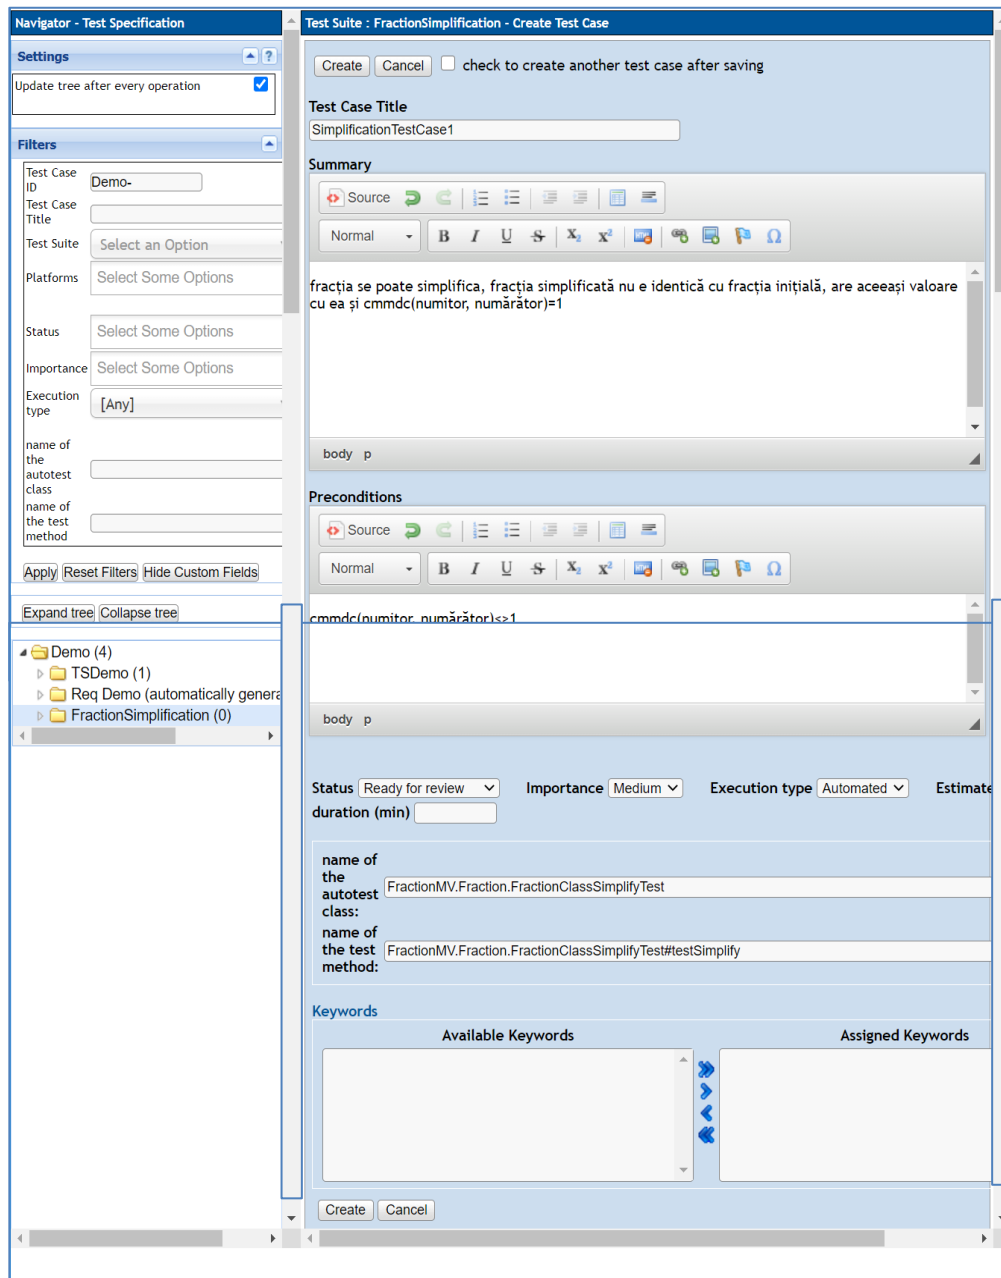 Navigator - Test Specification
Settings
?
Update tree after every operation
Filters
Test Case
ID
Demo-
Test Case
Title
Test Suite
Select an Option
Platforms
Select Some Options
Status
Select Some Options
Importance
Select Some Options
Execution
type
[Any]
name of
the
autotest
class
name of
the test
method
Apply Reset Filters Hide Custom Fields
Expand tree Collapse tree
Demo (4)
TSDemo (1)
Req Demo (automatically genera
FractionSimplification (0)
Test Suite : FractionSimplification - Create Test Case
Create Cancel check to create another test case after saving
Test Case Title
SimplificationTestCase1
Summary
Source
Normal B I U S X₂ x² Ω
fracția se poate simplifica, fracția simplificată nu e identică cu fracția inițială, are aceeași valoare
cu ea și cmmdc(numitor, numărător)=1
body p
Preconditions
Source
Normal B I U S X₂ x² Ω
cmmdc(numitor, numărător)<>1
body p
Status Ready for review Importance Medium Execution type Automated Estimate
duration (min)
name of
the
autotest
class:
FractionMV.Fraction.FractionClassSimplifyTest
name of
the test
method:
FractionMV.Fraction.FractionClassSimplifyTest#testSimplify
Keywords
Available Keywords Assigned Keywords
Create Cancel